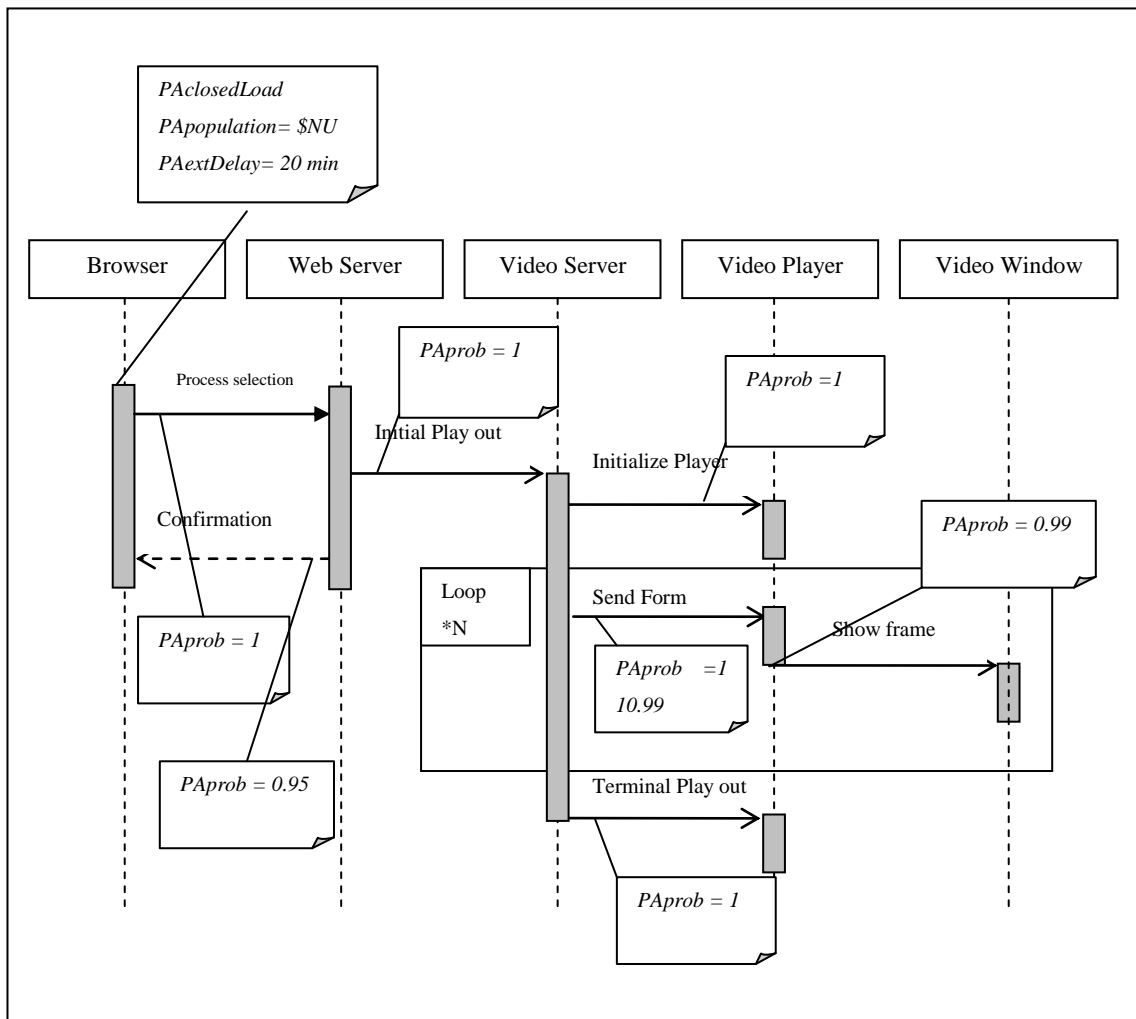 PAclosedLoad
PApopulation= $NU
PAextDelay= 20 min
Browser
Web Server
Video Server
Video Player
Video Window
PAprob = 1
PAprob =1
Process selection
Initial Play out
Initialize Player
Confirmation
PAprob = 0.99
Loop
*N
Send Form
Show frame
PAprob = 1
PAprob =1
10.99
PAprob = 0.95
Terminal Play out
PAprob = 1